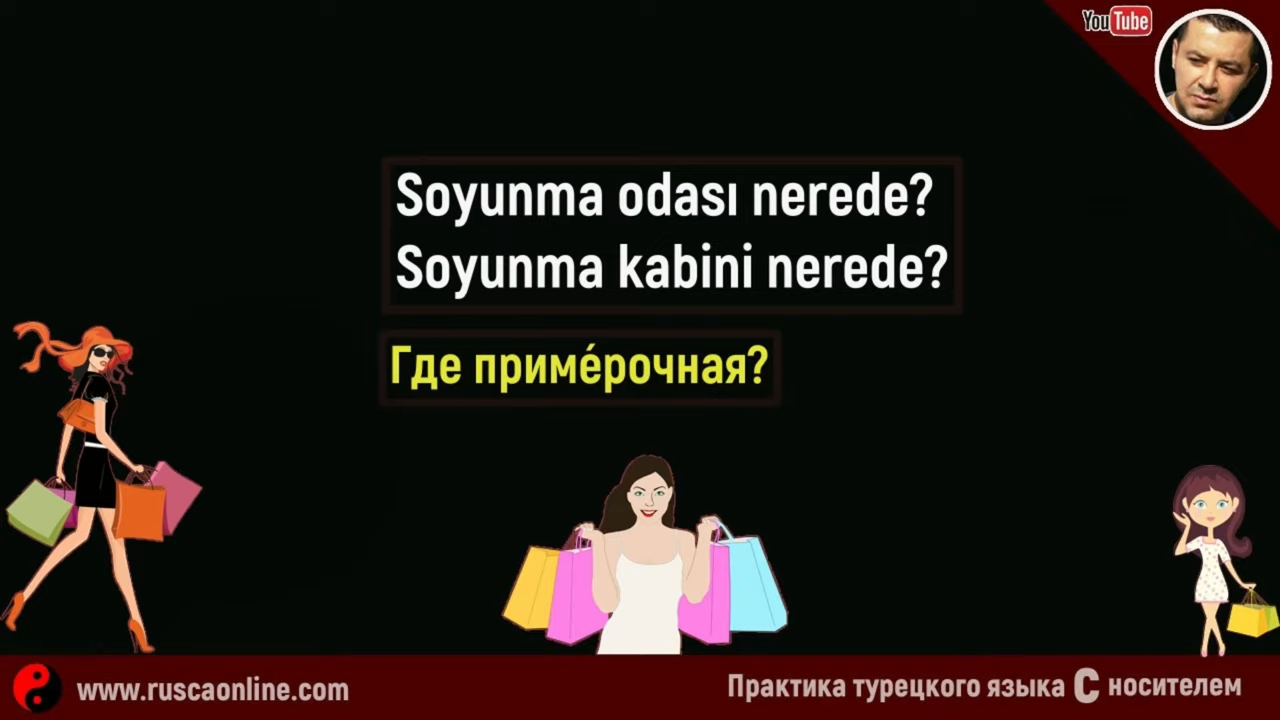 YouTube
Soyunma odası nerede?
Soyunma kabini nerede?
Где приме́рочная?
www.ruscaonline.com
Практика турецкого языка С носителем